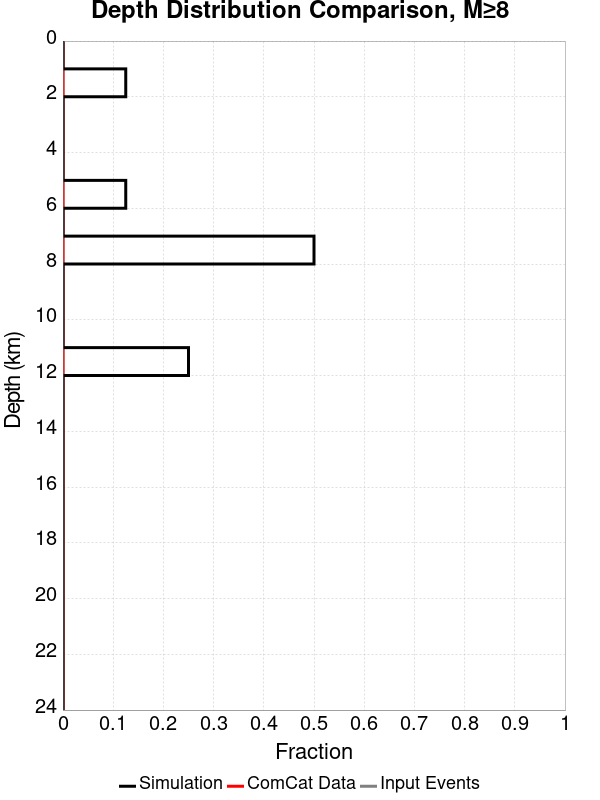 Depth Distribution Comparison, M≥8
0
2
4
6
8
10
12
14
16
18
20
22
24
Depth (km)
0 0.1 0.2 0.3 0.4 0.5 0.6 0.7 0.8 0.9 1
Fraction
Simulation ComCat Data Input Events